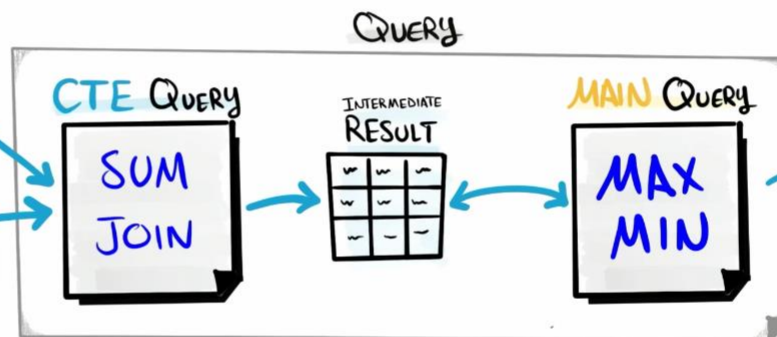 QUERY
CTE QUERY
SUM
JOIN
INTERMEDIATE
RESULT
MAIN QUERY
MAX
MIN